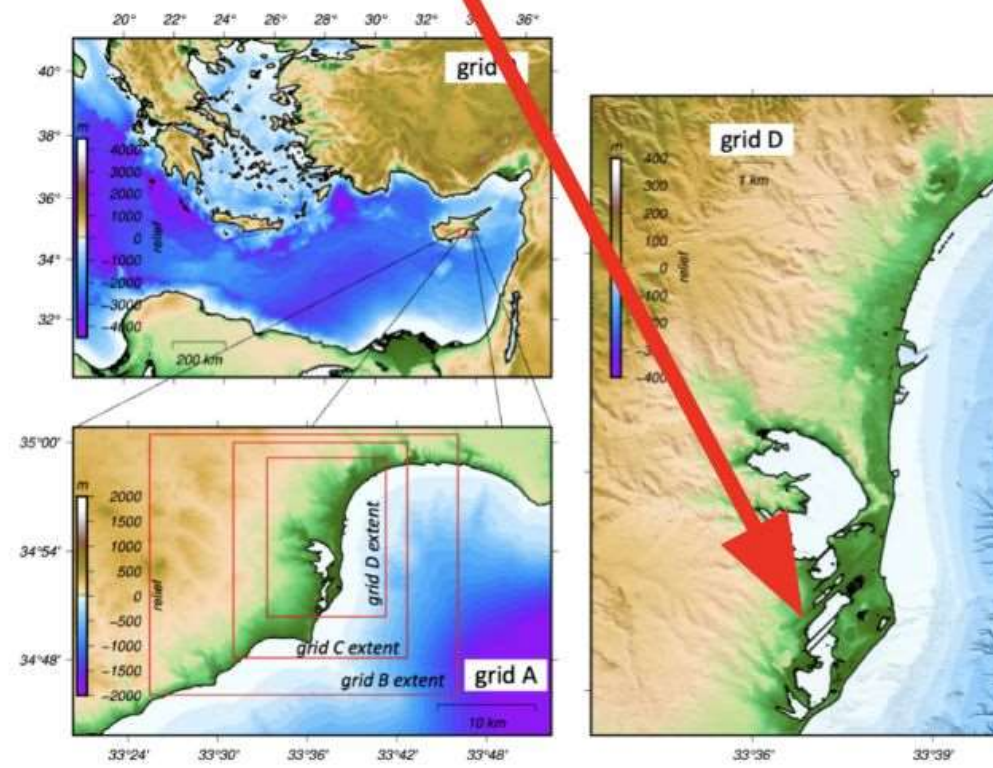 20° 22° 24° 26° 28° 30° 32° 36°
40°
38°
36°
34°
32°
grid
m
4000
3000
2000
1000
0
−1000
−2000
−3000
−4000
relief
200 km
35°00′
34°54′
34°48′
m
2000
1500
1000
500
0
−500
−1000
−1500
−2000
relief
grid D extent
grid C extent
grid B extent
grid A
10 km
33°24′ 33°30′ 33°36′ 33°42′ 33°48′
grid D
1 km
m
400
300
200
100
0
−400
relief
33°36′ 33°39′